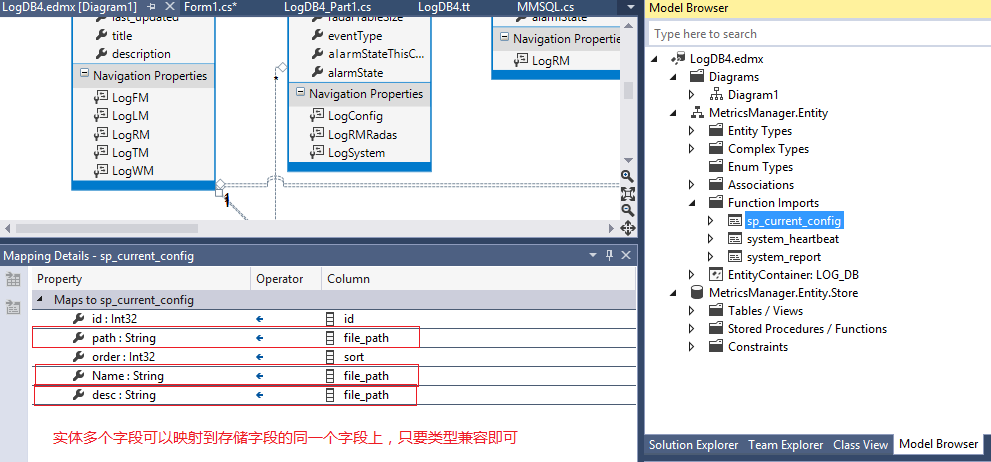 LogDB4.edmx [Diagram1]
Form1.cs*
LogDB4_Part1.cs
LogDB4.tt
MMSQL.cs
last_updated
title
description
Navigation Properties
LogFM
LogLM
LogRM
LogTM
LogWM
radarTableSize
eventType
alarmStateThisC...
alarmState
Navigation Properties
LogConfig
LogRMRadas
LogSystem
alarmState
Navigation Propertie
LogRM
*
1
Mapping Details - sp_current_config
Property Operator Column
Maps to sp_current_config
id : Int32 ← id
path : String ← file_path
order : Int32 ← sort
Name : String ← file_path
desc : String ← file_path
实体多个字段可以映射到存储字段的同一个字段上，只要类型兼容即可
Model Browser
Type here to search
LogDB4.edmx
Diagrams
Diagram1
MetricsManager.Entity
Entity Types
Complex Types
Enum Types
Associations
Function Imports
sp_current_config
system_heartbeat
system_report
EntityContainer: LOG_DB
MetricsManager.Entity.Store
Tables / Views
Stored Procedures / Functions
Constraints
Solution Explorer Team Explorer Class View Model Browser